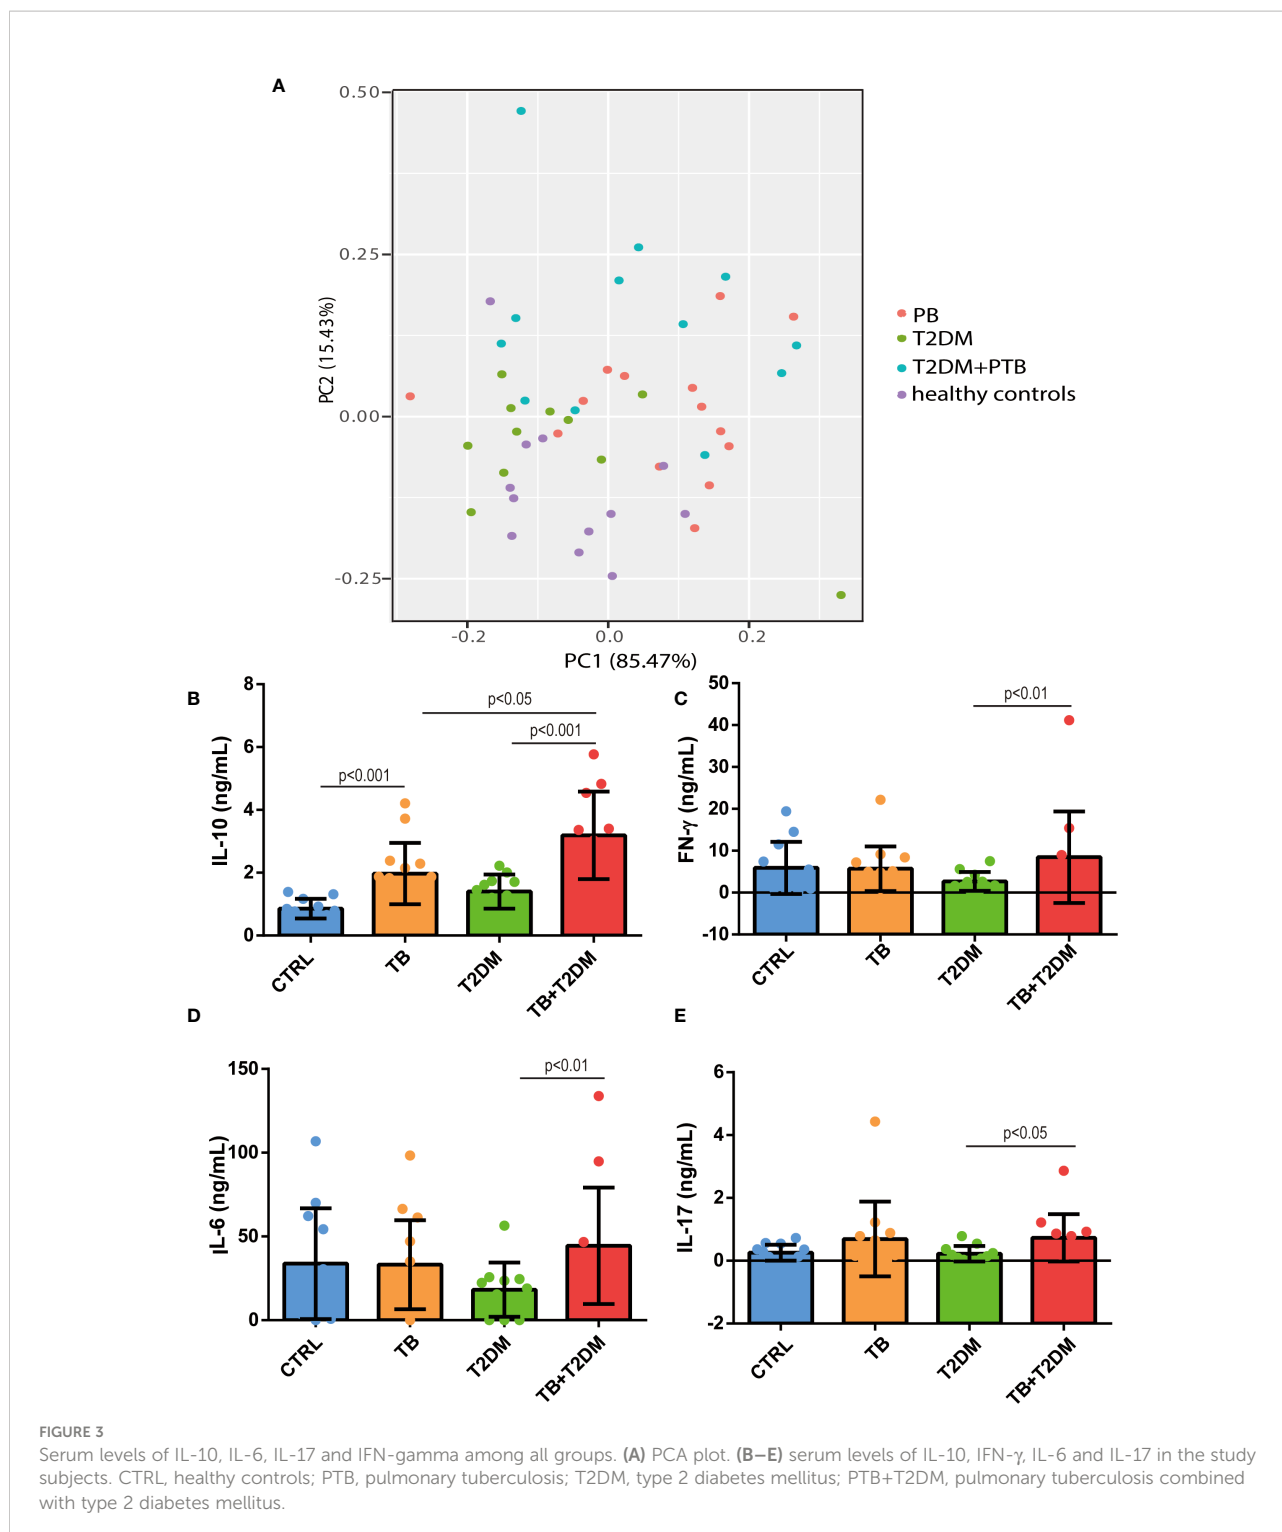 A
0.50
0.25
0.00
-0.25
PC2 (15.43%)
-0.2 0.0 0.2
PC1 (85.47%)
PB
T2DM
T2DM+PTB
healthy controls
B
8
6
4
2
0
IL-10 (ng/mL)
p<0.05
p<0.001
p<0.001
CTRL TB T2DM TB+T2DM
C
50
40
30
20
10
0
-10
FN-γ (ng/mL)
p<0.01
CTRL TB T2DM TB+T2DM
D
150
100
50
0
IL-6 (ng/mL)
p<0.01
CTRL TB T2DM TB+T2DM
E
6
4
2
0
-2
IL-17 (ng/mL)
p<0.05
CTRL TB T2DM TB+T2DM
FIGURE 3
Serum levels of IL-10, IL-6, IL-17 and IFN-gamma among all groups. (A) PCA plot. (B–E) serum levels of IL-10, IFN-γ, IL-6 and IL-17 in the study
subjects. CTRL, healthy controls; PTB, pulmonary tuberculosis; T2DM, type 2 diabetes mellitus; PTB+T2DM, pulmonary tuberculosis combined
with type 2 diabetes mellitus.